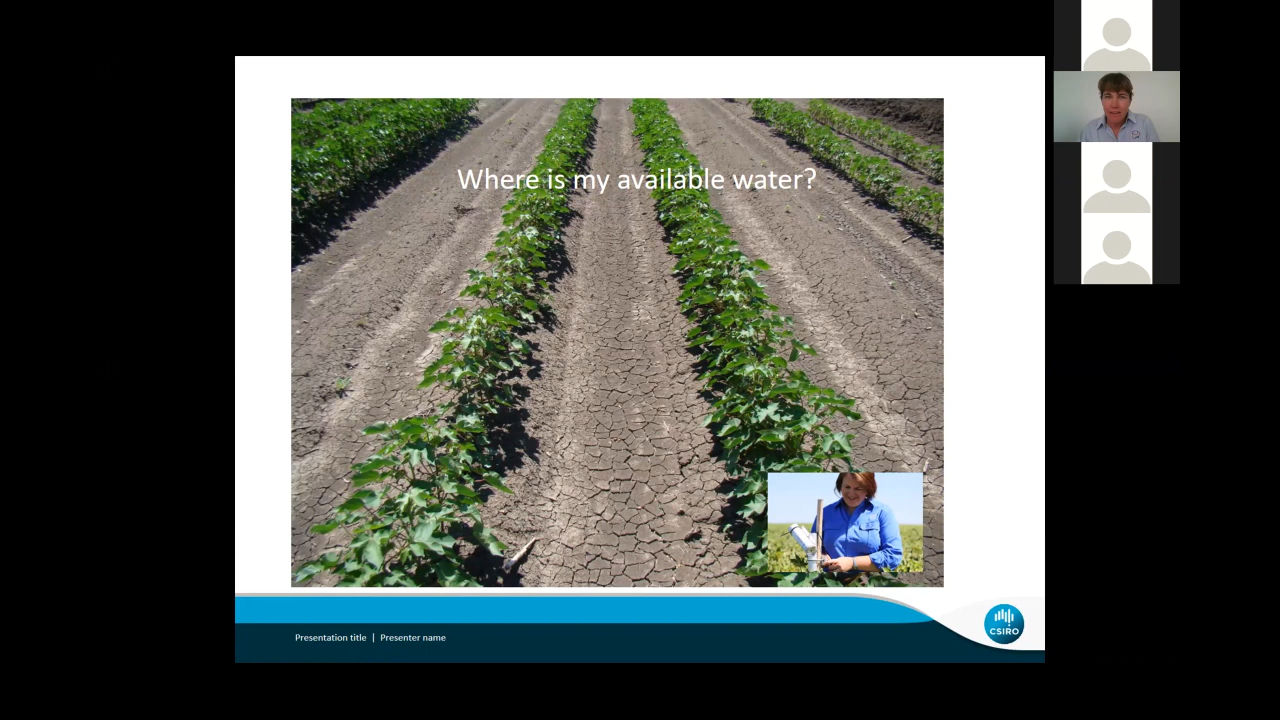 Where is my available water?
Presentation title | Presenter name
CSIRO